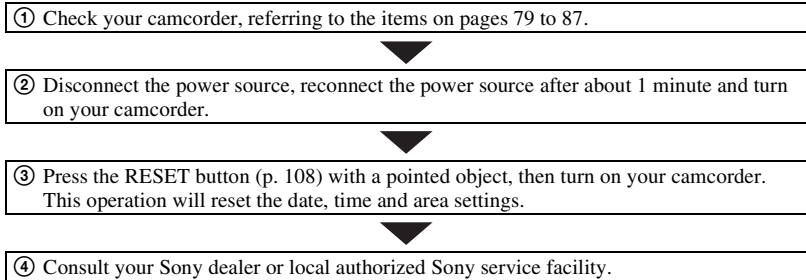 ① Check your camcorder, referring to the items on pages 79 to 87.
② Disconnect the power source, reconnect the power source after about 1 minute and turn
on your camcorder.
③ Press the RESET button (p. 108) with a pointed object, then turn on your camcorder.
This operation will reset the date, time and area settings.
④ Consult your Sony dealer or local authorized Sony service facility.